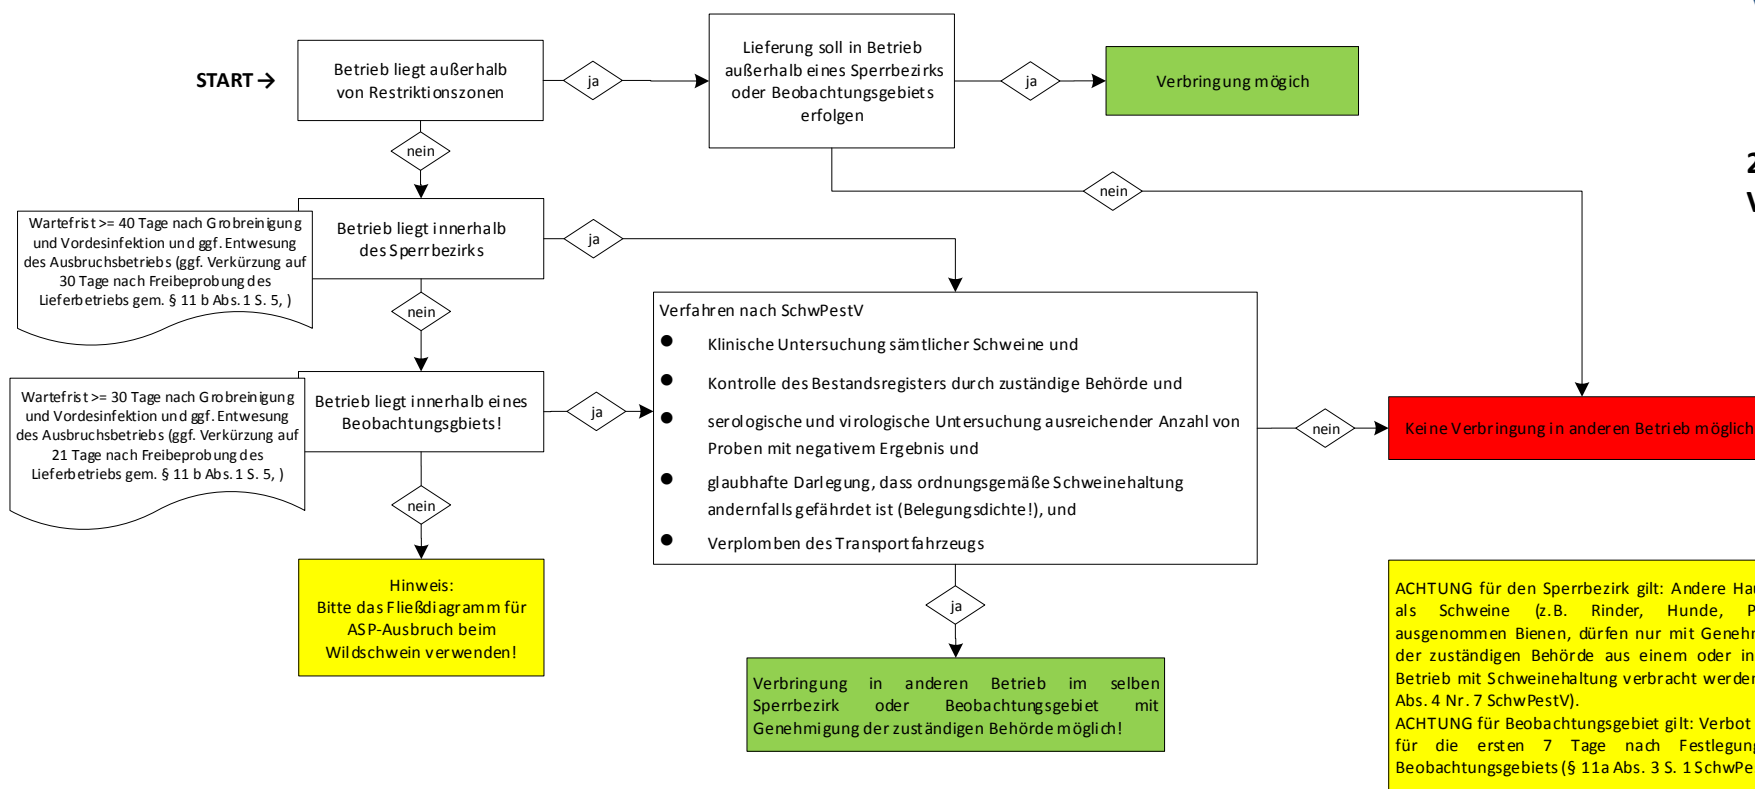 START →
Betrieb liegt außerhalb
von Restriktionszonen
ja
Lieferung soll in Betrieb
außerhalb eines Sperrbezirks
oder Beobachtungsgebiets
erfolgen
ja
Verbringung mögich
nein
nein
2
V
Wartefrist >= 40 Tage nach Grobreinigung
und Vordesinfektion und ggf. Entwesung
des Ausbruchsbetriebs (ggf. Verkürzung auf
30 Tage nach Freibeprobung des
Lieferbetriebs gem. § 11 b Abs. 1 S. 5, )
Betrieb liegt innerhalb
des Sperrbezirks
ja
nein
Verfahren nach SchwPestV
● Klinische Untersuchung sämtlicher Schweine und
● Kontrolle des Bestandsregisters durch zuständige Behörde und
● serologische und virologische Untersuchung ausreichender Anzahl von
Proben mit negativem Ergebnis und
● glaubhafte Darlegung, dass ordnungsgemäße Schweinehaltung
andernfalls gefährdet ist (Belegungsdichte!), und
● Verplomben des Transportfahrzeugs
Wartefrist >= 30 Tage nach Grobreinigung
und Vordesinfektion und ggf. Entwesung
des Ausbruchsbetriebs (ggf. Verkürzung auf
21 Tage nach Freibeprobung des
Lieferbetriebs gem. § 11 b Abs. 1 S. 5, )
Betrieb liegt innerhalb eines
Beobachtungsgbiets!
ja
nein
Keine Verbringung in anderen Betrieb möglich
nein
Hinweis:
Bitte das Fließdiagramm für
ASP-Ausbruch beim
Wildschwein verwenden!
ja
Verbringung in anderen Betrieb im selben
Sperrbezirk oder Beobachtungsgebiet mit
Genehmigung der zuständigen Behörde möglich!
ACHTUNG für den Sperrbezirk gilt: Andere Hau
als Schweine (z.B. Rinder, Hunde, P
ausgenommen Bienen, dürfen nur mit Genehm
der zuständigen Behörde aus einem oder in
Betrieb mit Schweinehaltung verbracht werden
Abs. 4 Nr. 7 SchwPestV).
ACHTUNG für Beobachtungsgebiet gilt: Verbot
für die ersten 7 Tage nach Festlegung
Beobachtungsgebiets (§ 11a Abs. 3 S. 1 SchwPe